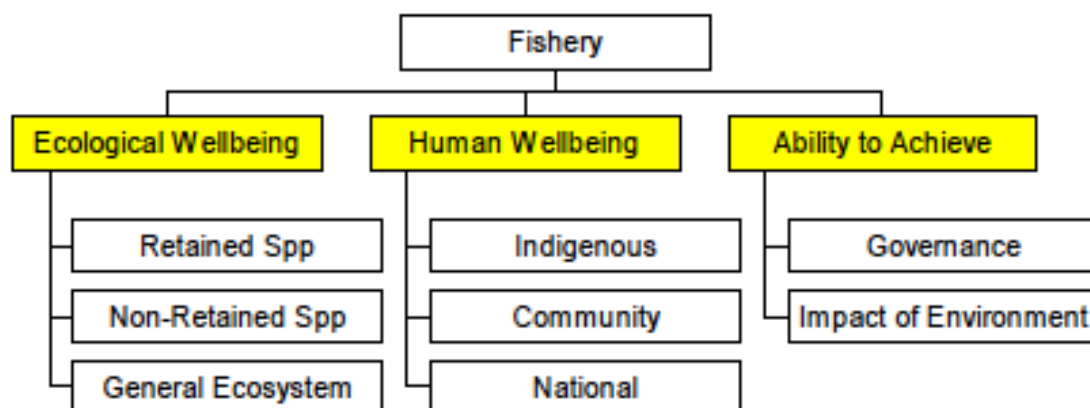 Fishery
Ecological Wellbeing
Human Wellbeing
Ability to Achieve
Retained Spp
Indigenous
Governance
Non-Retained Spp
Community
Impact of Environment
General Ecosystem
National